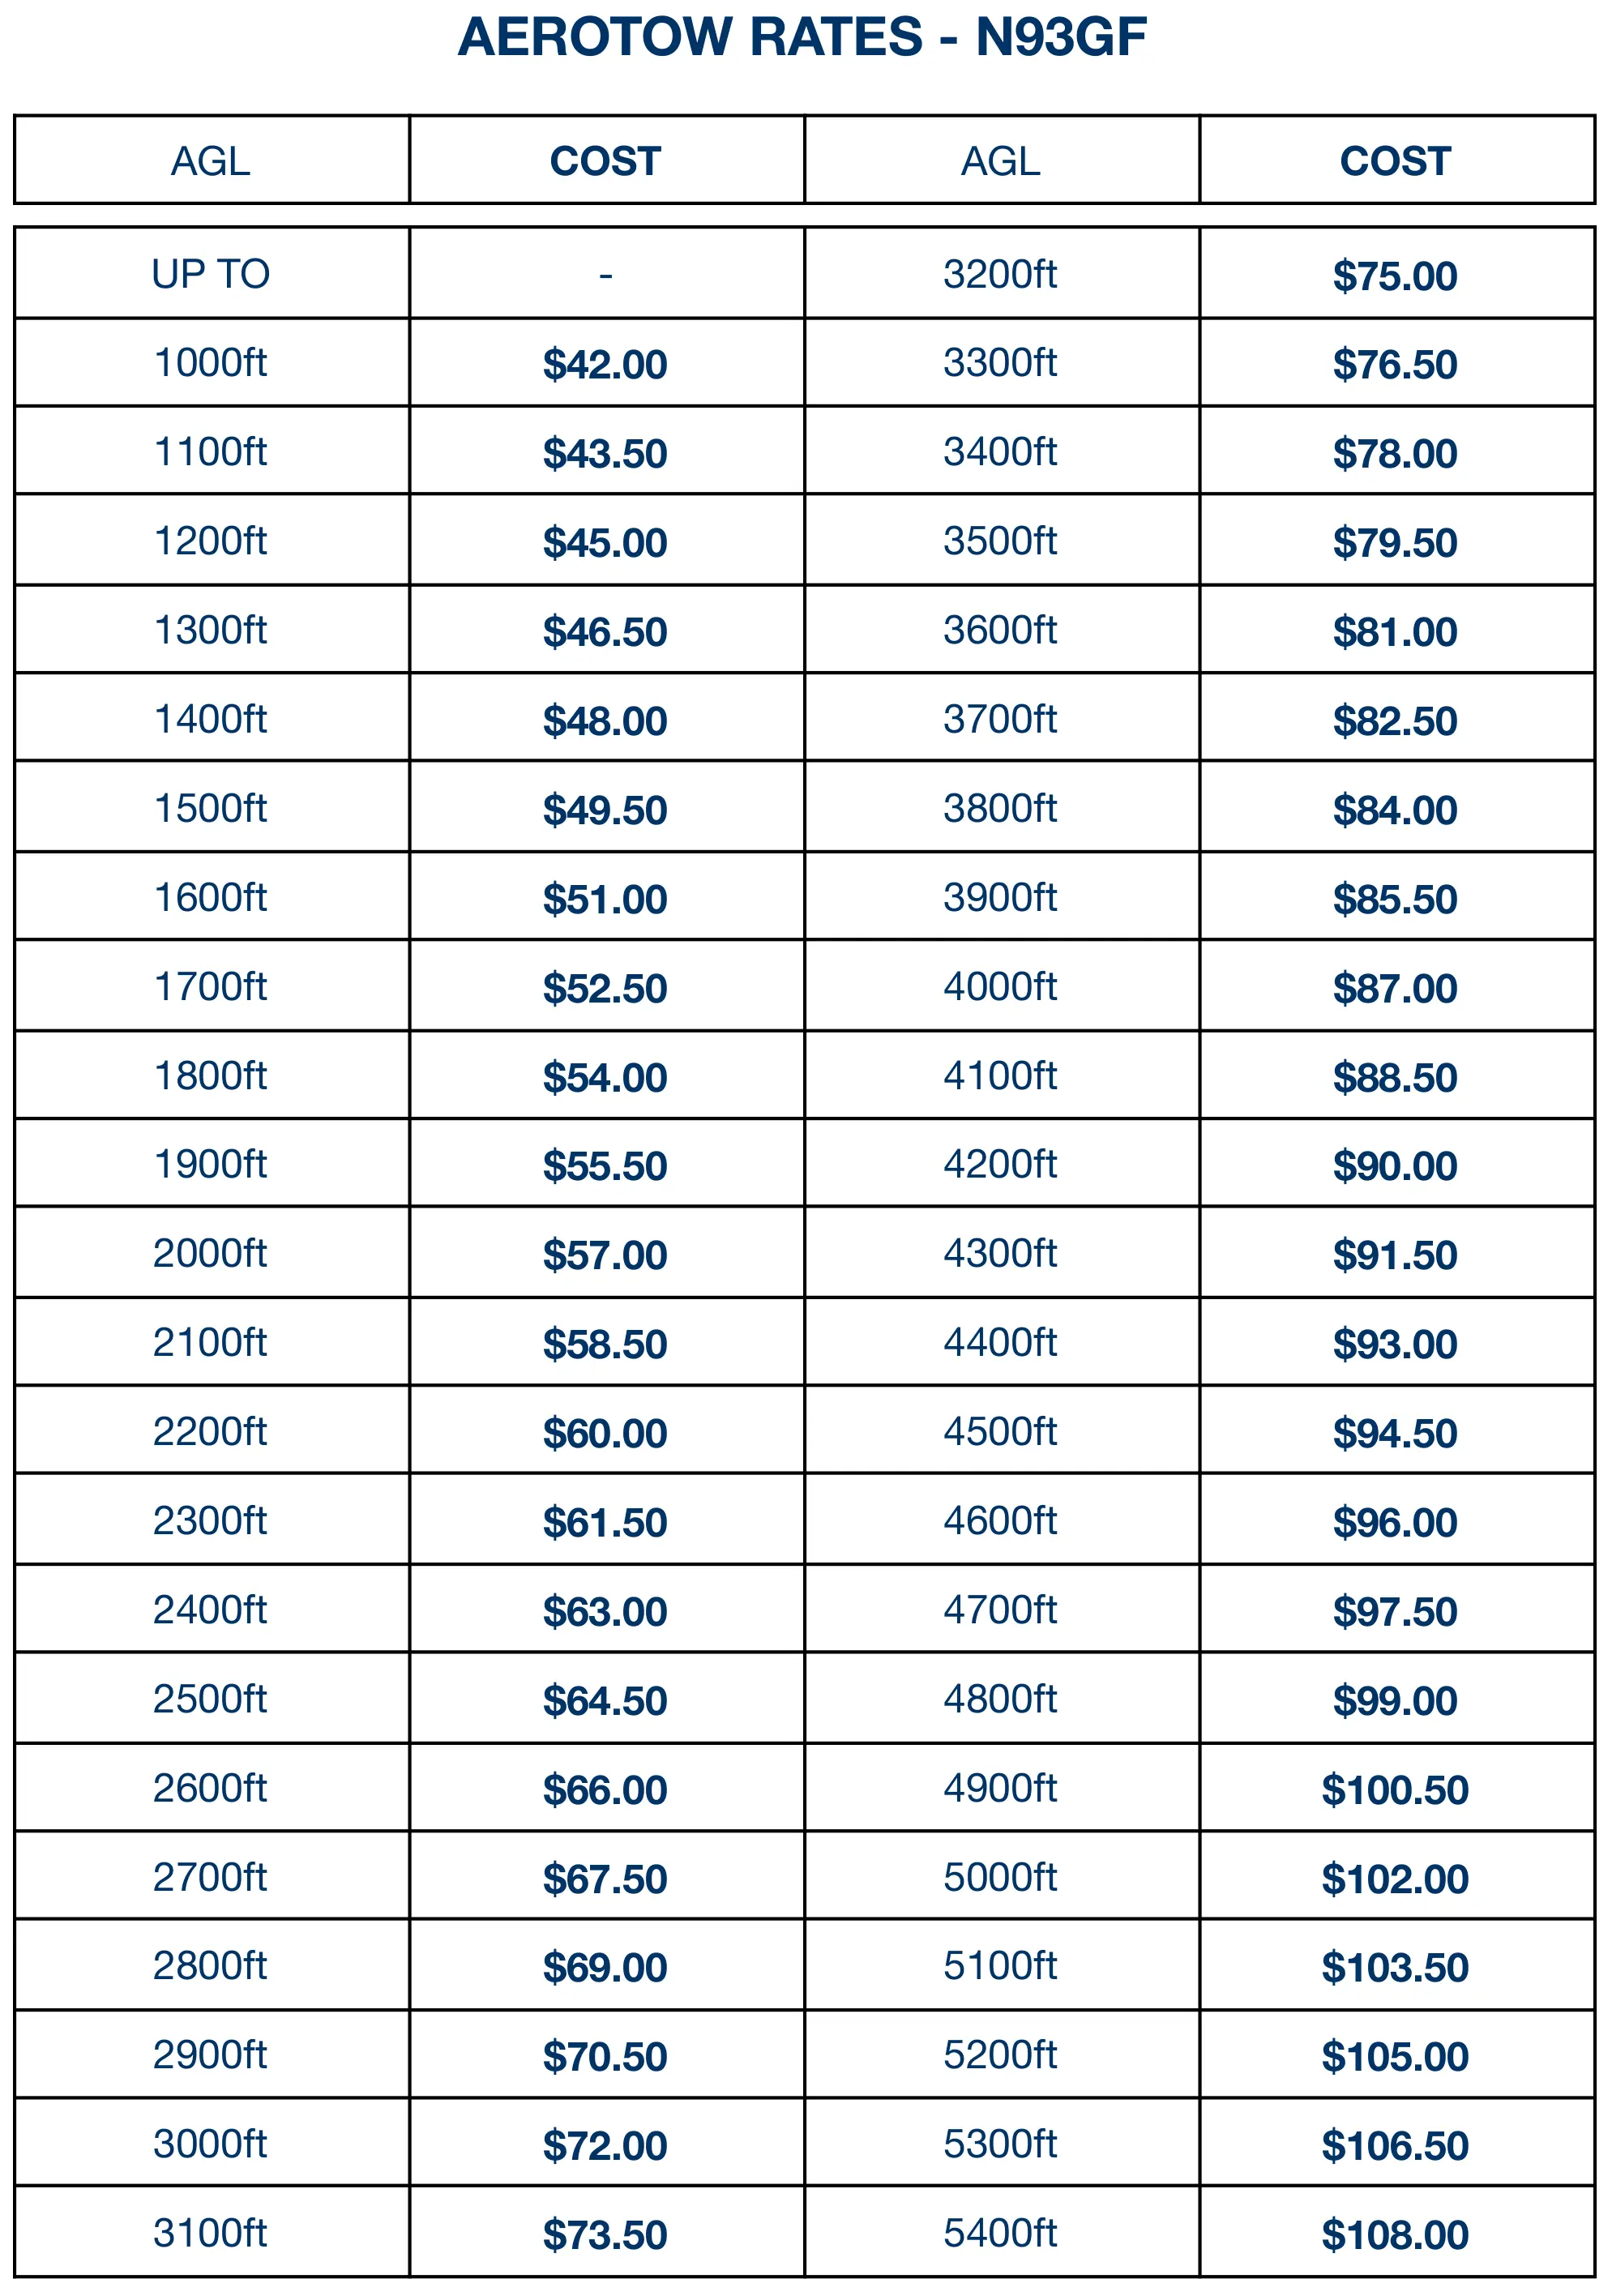 AEROTOW RATES - N93GF
AGL COST AGL COST
UP TO - 3200ft $75.00
1000ft $42.00 3300ft $76.50
1100ft $43.50 3400ft $78.00
1200ft $45.00 3500ft $79.50
1300ft $46.50 3600ft $81.00
1400ft $48.00 3700ft $82.50
1500ft $49.50 3800ft $84.00
1600ft $51.00 3900ft $85.50
1700ft $52.50 4000ft $87.00
1800ft $54.00 4100ft $88.50
1900ft $55.50 4200ft $90.00
2000ft $57.00 4300ft $91.50
2100ft $58.50 4400ft $93.00
2200ft $60.00 4500ft $94.50
2300ft $61.50 4600ft $96.00
2400ft $63.00 4700ft $97.50
2500ft $64.50 4800ft $99.00
2600ft $66.00 4900ft $100.50
2700ft $67.50 5000ft $102.00
2800ft $69.00 5100ft $103.50
2900ft $70.50 5200ft $105.00
3000ft $72.00 5300ft $106.50
3100ft $73.50 5400ft $108.00